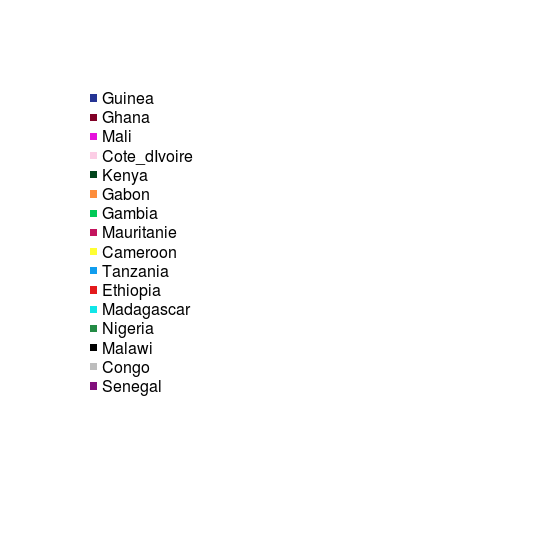 Guinea
Ghana
Mali
Cote_dIvoire
Kenya
Gabon
Gambia
Mauritanie
Cameroon
Tanzania
Ethiopia
Madagascar
Nigeria
Malawi
Congo
Senegal